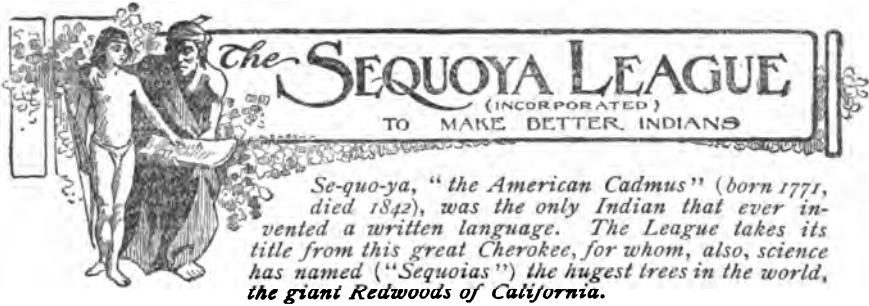 The SEQUOYA LEAGUE
(INCORPORATED)
TO MAKE BETTER INDIANS
Se-quo-ya, "the American Cadmus" (born 1771,
died 1842), was the only Indian that ever in-
vented a written language. The League takes its
title from this great Cherokee, for whom, also, science
has named ("Sequoias") the hugest trees in the world,
the giant Redwoods of California.